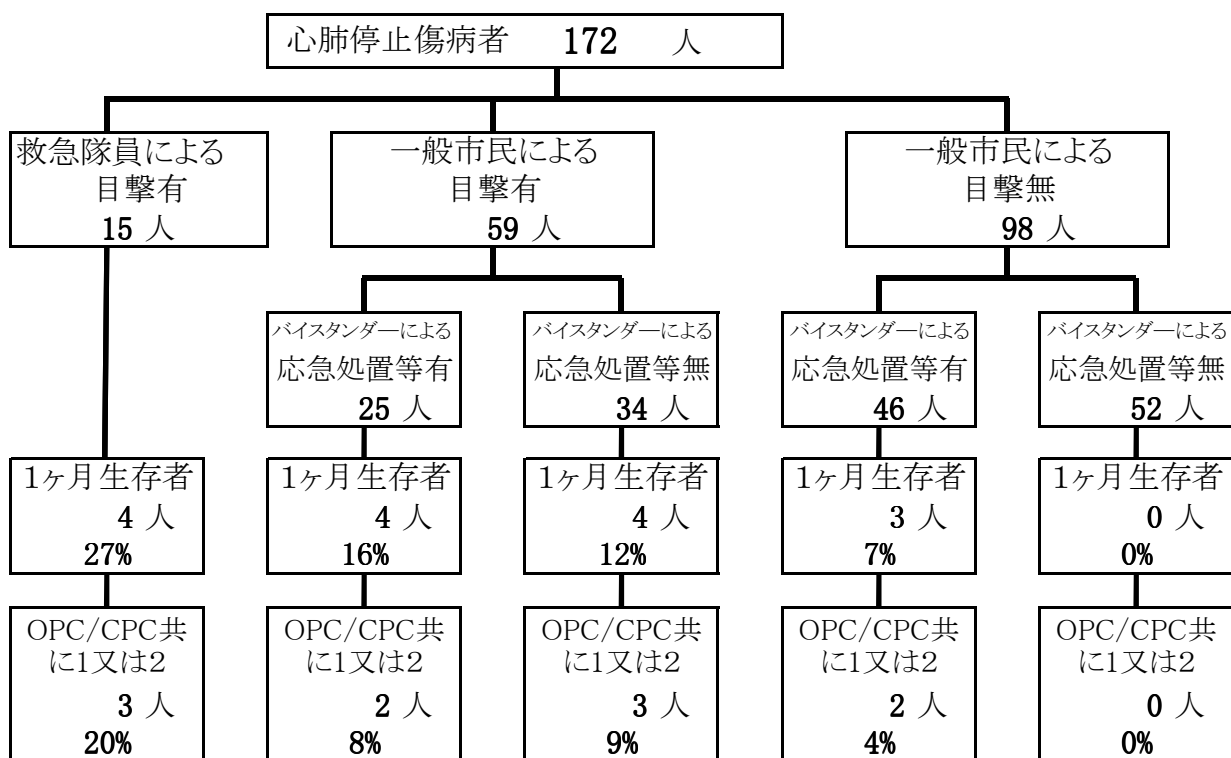 心肺停止傷病者 172 人
救急隊員による
目撃有
15 人
一般市民による
目撃有
59 人
一般市民による
目撃無
98 人
バイスタンダーによる
応急処置等有
25 人
バイスタンダーによる
応急処置等無
34 人
バイスタンダーによる
応急処置等有
46 人
バイスタンダーによる
応急処置等無
52 人
1ヶ月生存者
4 人
27%
1ヶ月生存者
4 人
16%
1ヶ月生存者
4 人
12%
1ヶ月生存者
3 人
7%
1ヶ月生存者
0 人
0%
OPC/CPC共
に1又は2
3 人
20%
OPC/CPC共
に1又は2
2 人
8%
OPC/CPC共
に1又は2
3 人
9%
OPC/CPC共
に1又は2
2 人
4%
OPC/CPC共
に1又は2
0 人
0%